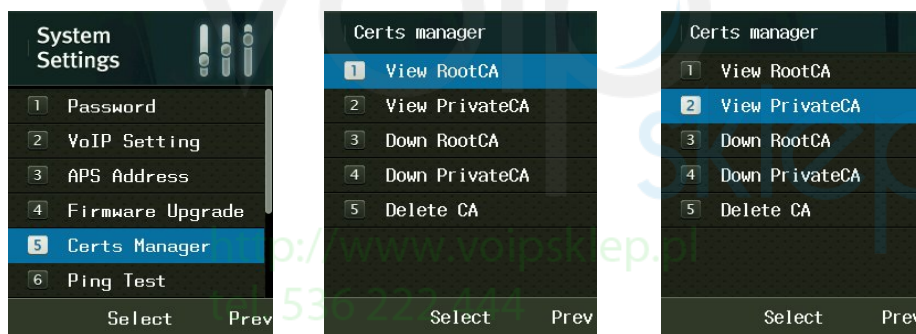 System
Settings
1 Password
2 VoIP Setting
3 APS Address
4 Firmware Upgrade
5 Certs Manager
6 Ping Test
Select Prev
Certs manager
1 View RootCA
2 View PrivateCA
3 Down RootCA
4 Down PrivateCA
5 Delete CA
Select Prev
Certs manager
1 View RootCA
2 View PrivateCA
3 Down RootCA
4 Down PrivateCA
5 Delete CA
Select Prev
voip
sklep
http://www.voipsklep.pl
tel. 536 222 444